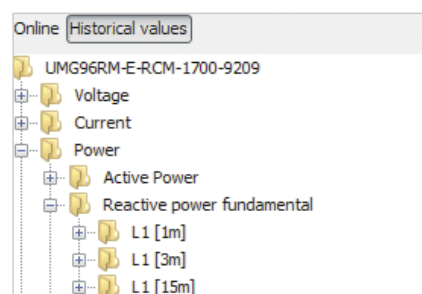 Online Historical values
UMG96RM-E-RCM-1700-9209
Voltage
Current
Power
Active Power
Reactive power fundamental
L1 [1m]
L1 [3m]
L1 [15m]